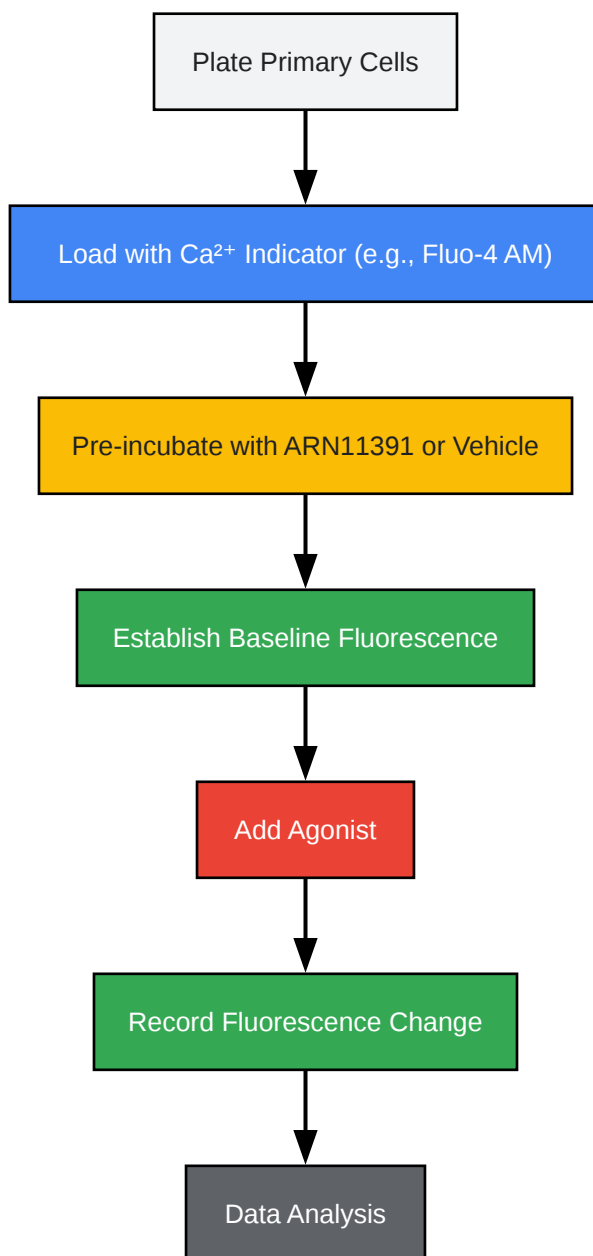 Plate Primary Cells
Load with Ca²⁺ Indicator (e.g., Fluo-4 AM)
Pre-incubate with ARN11391 or Vehicle
Establish Baseline Fluorescence
Add Agonist
Record Fluorescence Change
Data Analysis